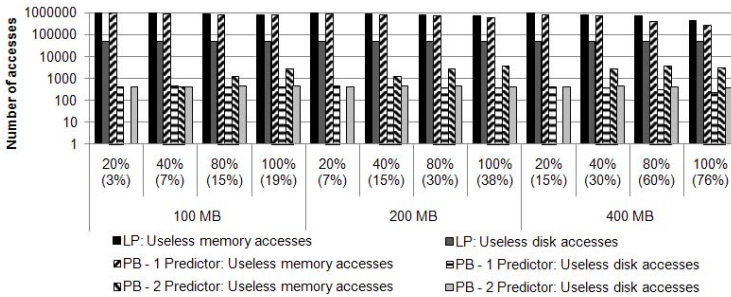 Number of accesses
1000000
100000
10000
1000
100
10
1
20% 40% 80% 100% 20% 40% 80% 100% 20% 40% 80% 100%
(3%) (7%) (15%) (19%) (7%) (15%) (30%) (38%) (15%) (30%) (60%) (76%)
100 MB 200 MB 400 MB
LP: Useless memory accesses LP: Useless disk accesses
PB - 1 Predictor: Useless memory accesses PB - 1 Predictor: Useless disk accesses
PB - 2 Predictor: Useless memory accesses PB - 2 Predictor: Useless disk accesses